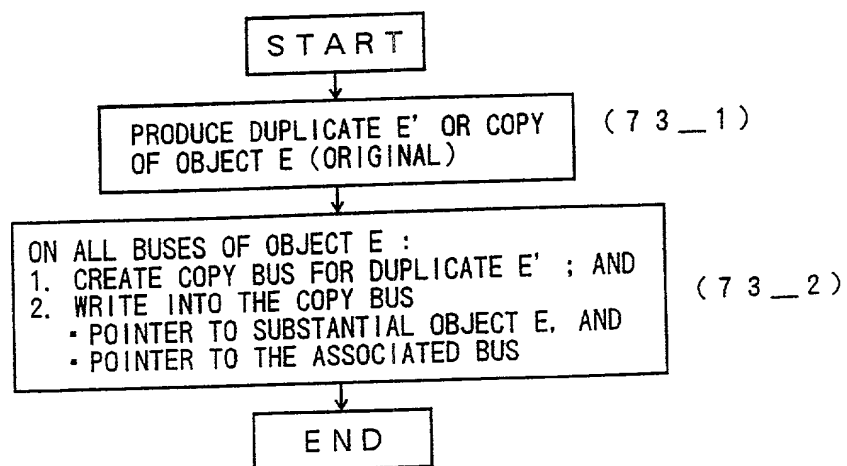 START
PRODUCE DUPLICATE E' OR COPY
OF OBJECT E (ORIGINAL)
(73_1)
ON ALL BUSES OF OBJECT E :
1. CREATE COPY BUS FOR DUPLICATE E' ; AND
2. WRITE INTO THE COPY BUS
・POINTER TO SUBSTANTIAL OBJECT E, AND
・POINTER TO THE ASSOCIATED BUS
(73_2)
END